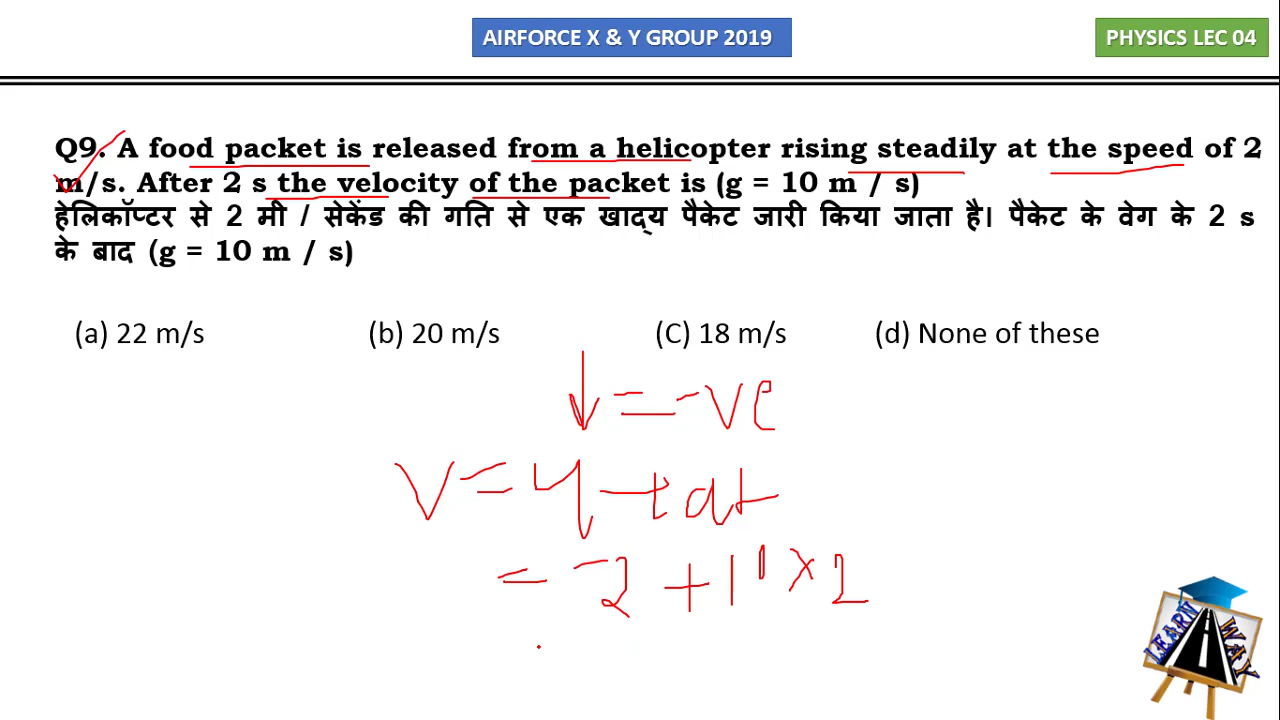 AIRFORCE X & Y GROUP 2019
PHYSICS LEC 04
Q9. A food packet is released from a helicopter rising steadily at the speed of 2
m/s. After 2 s the velocity of the packet is (g = 10 m / s)
हेलिकॉप्टर से 2 मी / सेकेंड की गति से एक खाद्य पैकेट जारी किया जाता है। पैकेट के वेग के 2 s
के बाद (g = 10 m / s)
(a) 22 m/s (b) 20 m/s (C) 18 m/s (d) None of these
↓ = -ve
V = u + at
= -2 + 10 × 2
LEARN WAY